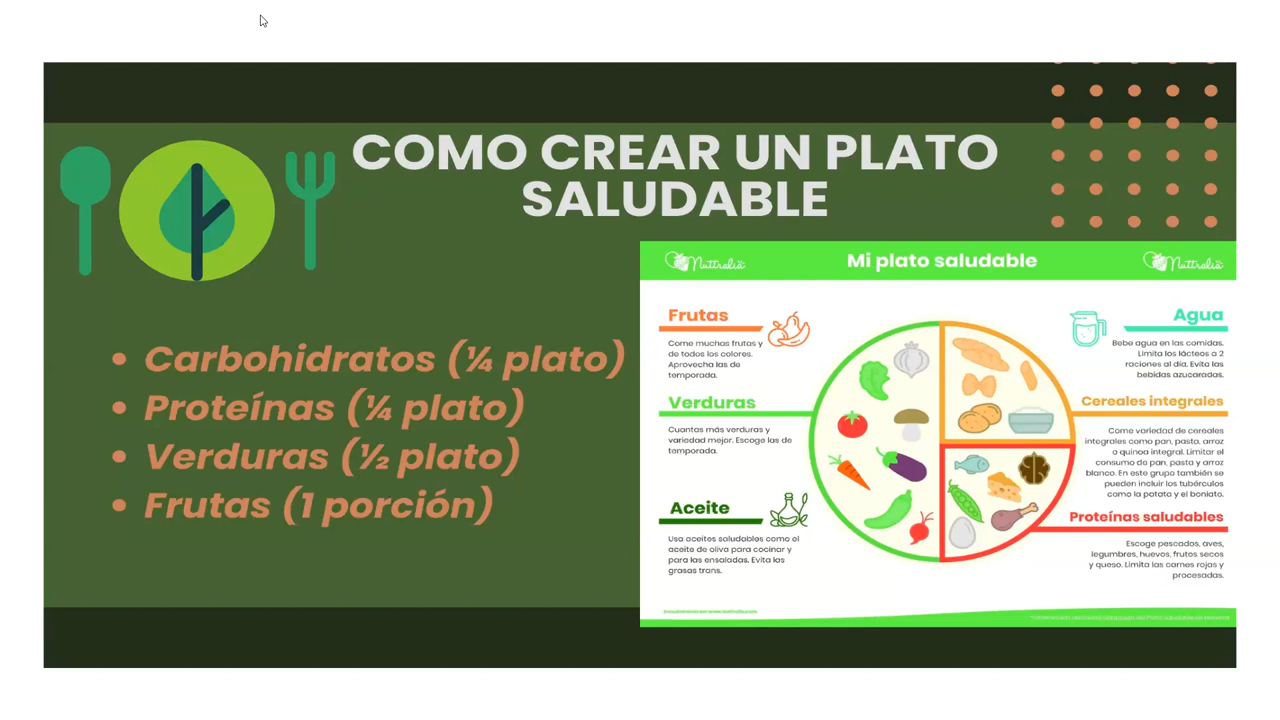 COMO CREAR UN PLATO
SALUDABLE
• Carbohidratos (¼ plato)
• Proteínas (¼ plato)
• Verduras (½ plato)
• Frutas (1 porción)
Nuttralia
Mi plato saludable
Nuttralia
Frutas
Come muchas frutas y
de todos los colores.
Aprovecha las de
temporada.
Verduras
Cuantas más verduras y
variedad mejor. Escoge las de
temporada.
Aceite
Usa aceites saludables como el
aceite de oliva para cocinar y
para las ensaladas. Evita las
grasas trans.
Agua
Bebe agua en las comidas.
Limita los lácteos a 2
raciones al día. Evita las
bebidas azucaradas.
Cereales integrales
Come variedad de cereales
integrales como pan, pasta, arroz
o quinoa integral. Limitar el
consumo de pan, pasta y arroz
blanco. En este grupo también se
pueden incluir los tubérculos
como la patata y el boniato.
Proteínas saludables
Escoge pescados, aves,
legumbres, huevos, frutos secos
y queso. Limita las carnes rojas y
procesadas.